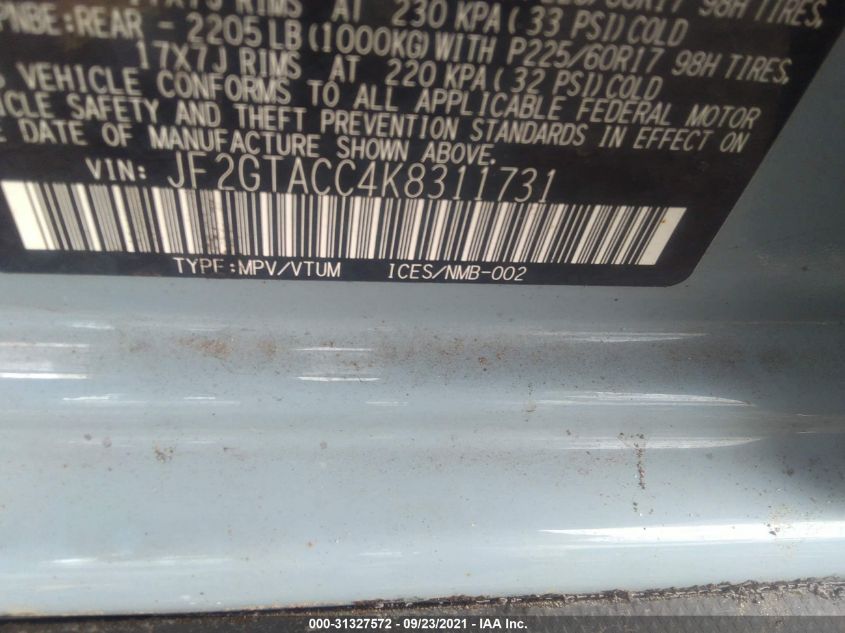 17X7J RIMS AT 230 KPA(33 PSI)COLD
PNBE:REAR - 2205LB(1000KG)WITH P225/60R17 98H TIRES,
17X7J RIMS AT 220 KPA(32 PSI)COLD
VEHICLE CONFORMS TO ALL APPLICABLE FEDERAL MOTOR
SAFETY AND THEFT PREVENTION STANDARDS IN EFFECT ON
DATE OF MANUFACTURE SHOWN ABOVE.
VIN: JF2GTACC4K8311731
TYPE:MPV/VTUM ICES/NMB-002
000-31327572 — 09/23/2021 — IAA Inc.